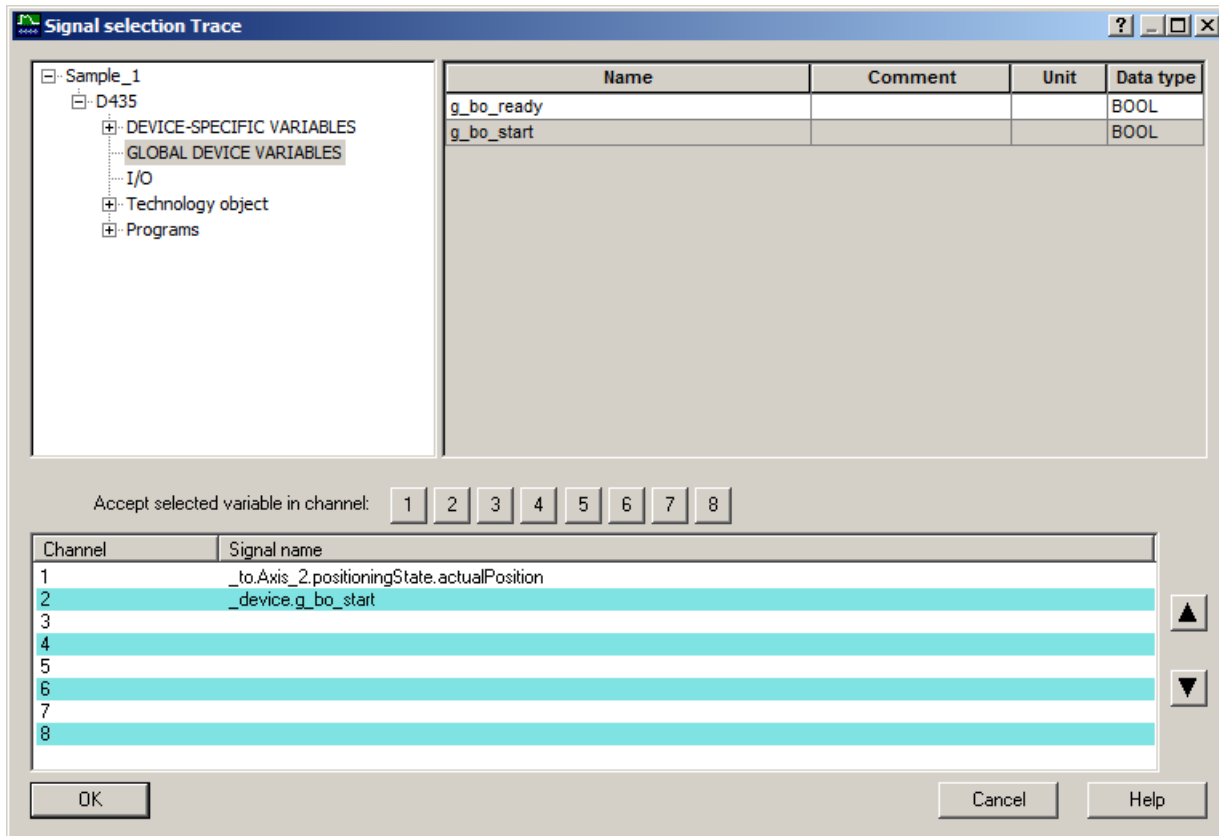 Signal selection Trace
Sample_1
D435
DEVICE-SPECIFIC VARIABLES
GLOBAL DEVICE VARIABLES
I/O
Technology object
Programs
Name Comment Unit Data type
g_bo_ready BOOL
g_bo_start BOOL
Accept selected variable in channel: 1 2 3 4 5 6 7 8
Channel Signal name
1 _to.Axis_2.positioningState.actualPosition
2 _device.g_bo_start
3
4
5
6
7
8
OK Cancel Help